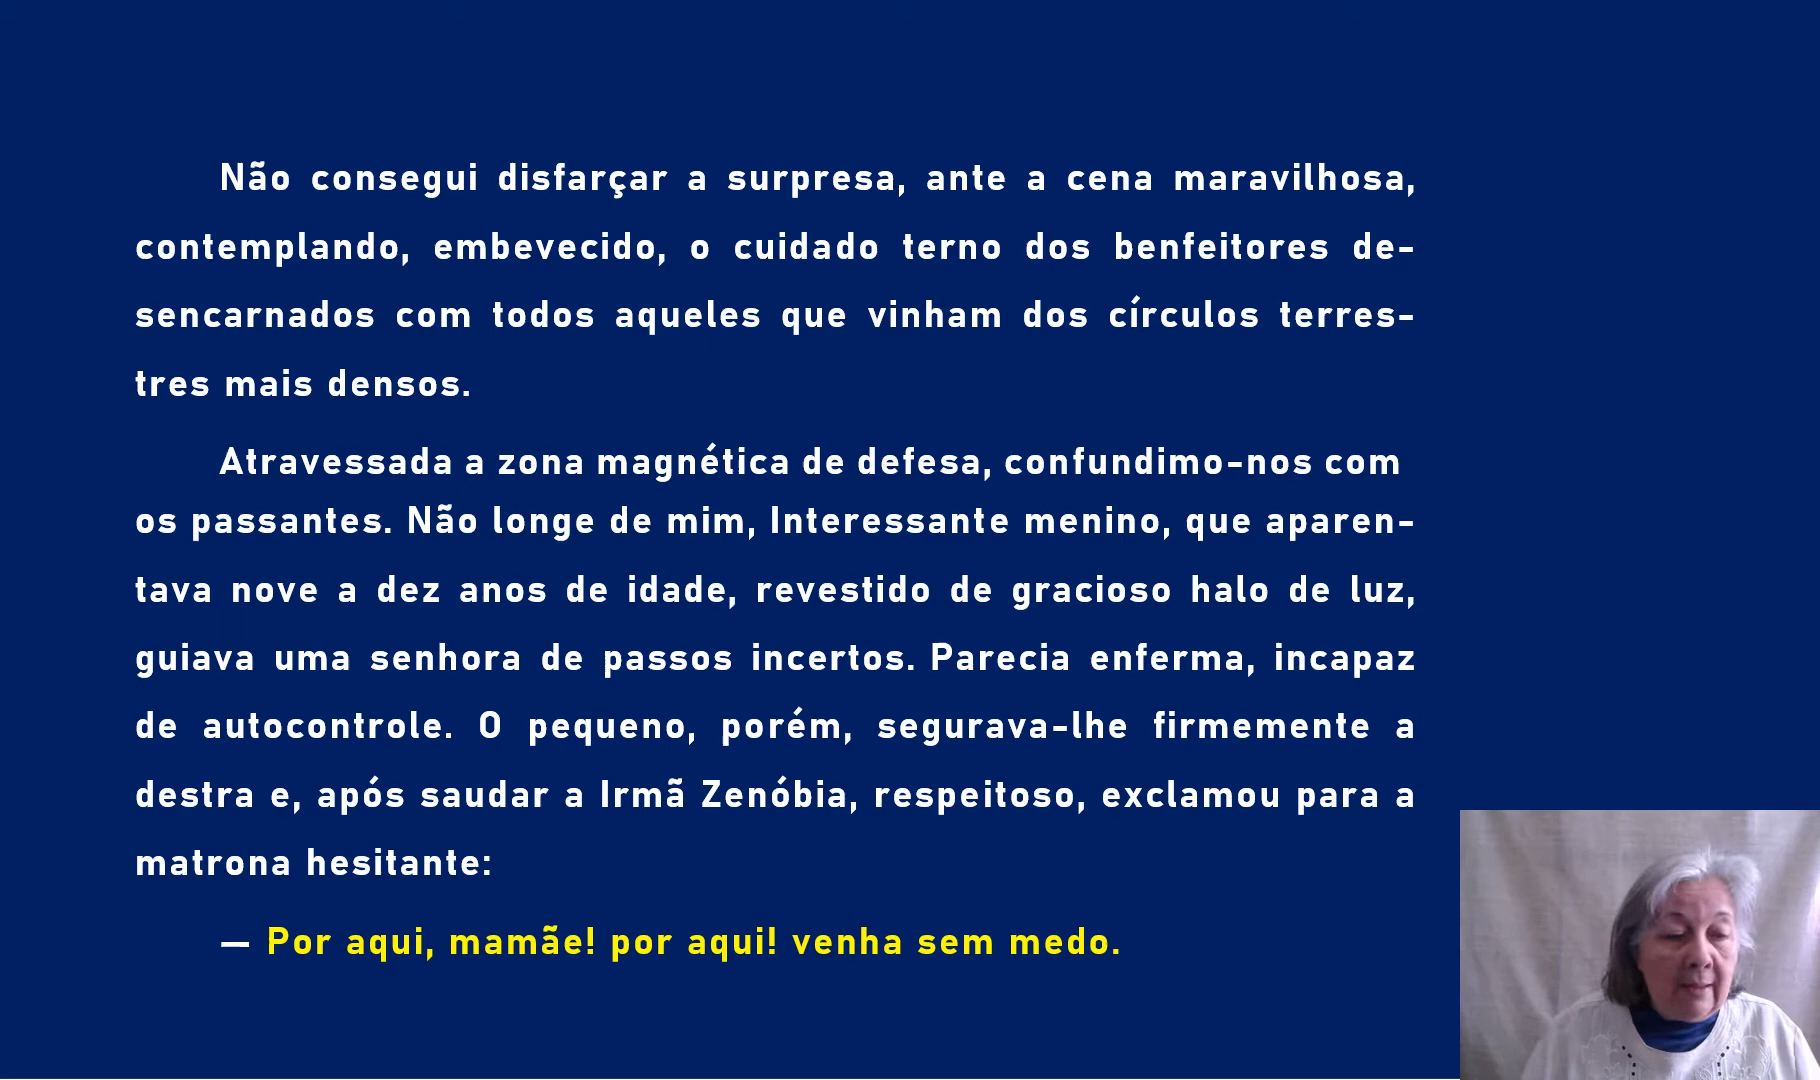 Não consegui disfarçar a surpresa, ante a cena maravilhosa,
contemplando, embevecido, o cuidado terno dos benfeitores de-
sencarnados com todos aqueles que vinham dos círculos terres-
tres mais densos.
Atravessada a zona magnética de defesa, confundimo-nos com
os passantes. Não longe de mim, Interessante menino, que aparen-
tava nove a dez anos de idade, revestido de gracioso halo de luz,
guiava uma senhora de passos incertos. Parecia enferma, incapaz
de autocontrole. O pequeno, porém, segurava-lhe firmemente a
destra e, após saudar a Irmã Zenóbia, respeitoso, exclamou para a
matrona hesitante:
— Por aqui, mamãe! por aqui! venha sem medo.